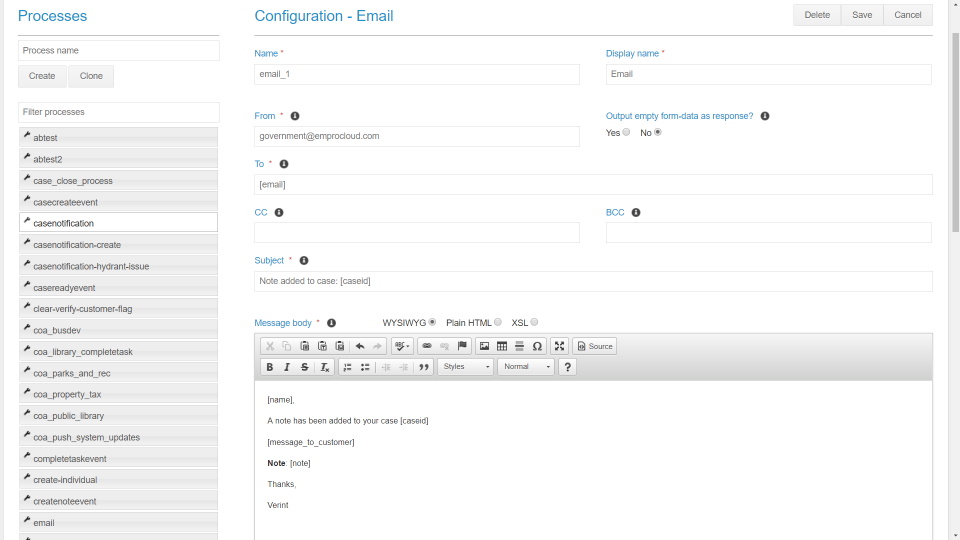 Processes
Process name
Create Clone
Filter processes
abtest
abtest2
case_close_process
casecreateevent
casenotification
casenotification-create
casenotification-hydrant-issue
casereadyevent
clear-verify-customer-flag
coa_busdev
coa_library_completetask
coa_parks_and_rec
coa_property_tax
coa_public_library
coa_push_system_updates
completetaskevent
create-individual
createnoteevent
email
Configuration - Email
Delete Save Cancel
Name * Display name *
email_1 Email
From * Output empty form-data as response?
government@emprocloud.com Yes No
To *
[email]
CC BCC
Subject *
Note added to case: [caseid]
Message body * WYSIWYG Plain HTML XSL
ABC Ω Source
B I S Ix Styles Normal ?
[name],
A note has been added to your case [caseid]
[message_to_customer]
Note: [note]
Thanks,
Verint